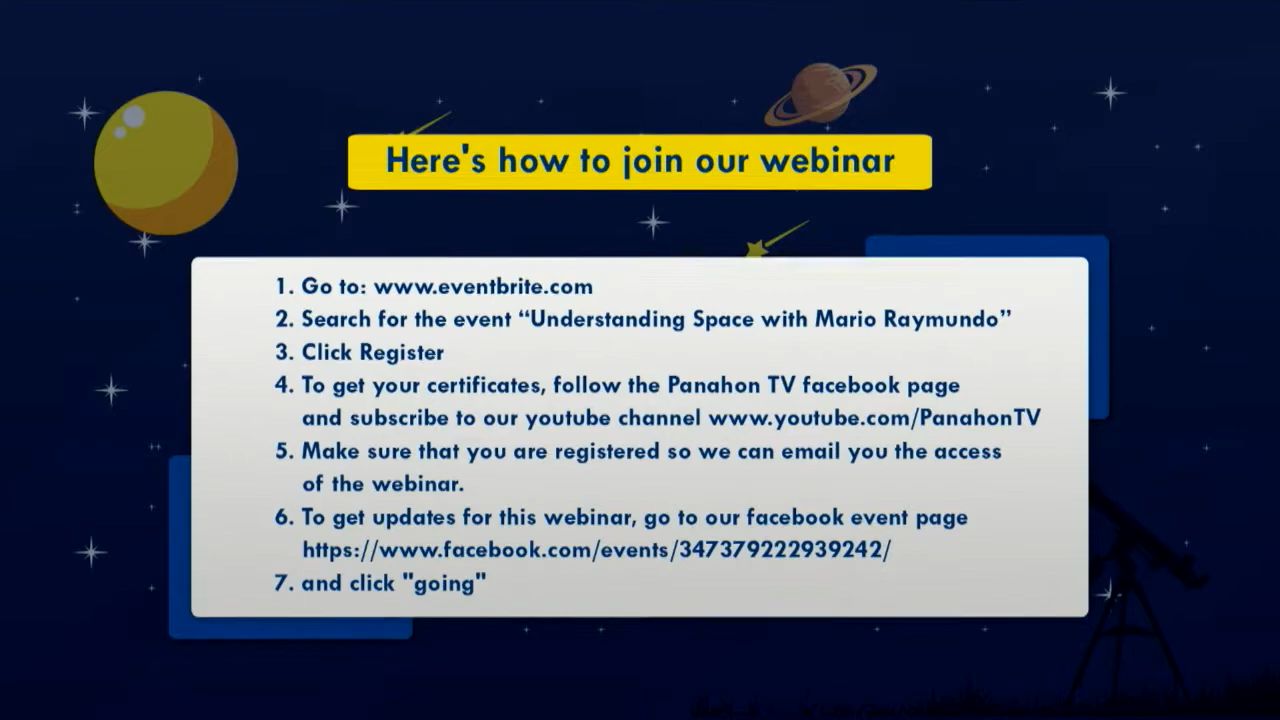 Here's how to join our webinar
1. Go to: www.eventbrite.com
2. Search for the event “Understanding Space with Mario Raymundo”
3. Click Register
4. To get your certificates, follow the Panahon TV facebook page
and subscribe to our youtube channel www.youtube.com/PanahonTV
5. Make sure that you are registered so we can email you the access
of the webinar.
6. To get updates for this webinar, go to our facebook event page
https://www.facebook.com/events/347379222939242/
7. and click "going"